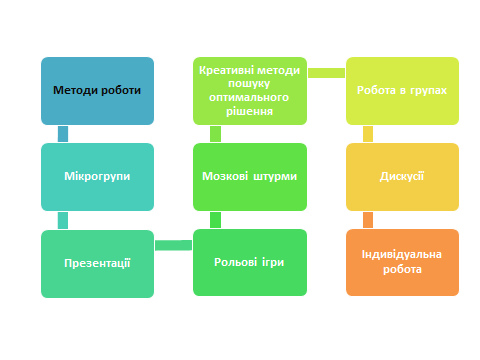 Методи роботи
Мікрогрупи
Презентації
Рольові ігри
Мозкові штурми
Креативні методи
пошуку
оптимального
рішення
Робота в групах
Дискусії
Індивідуальна
робота